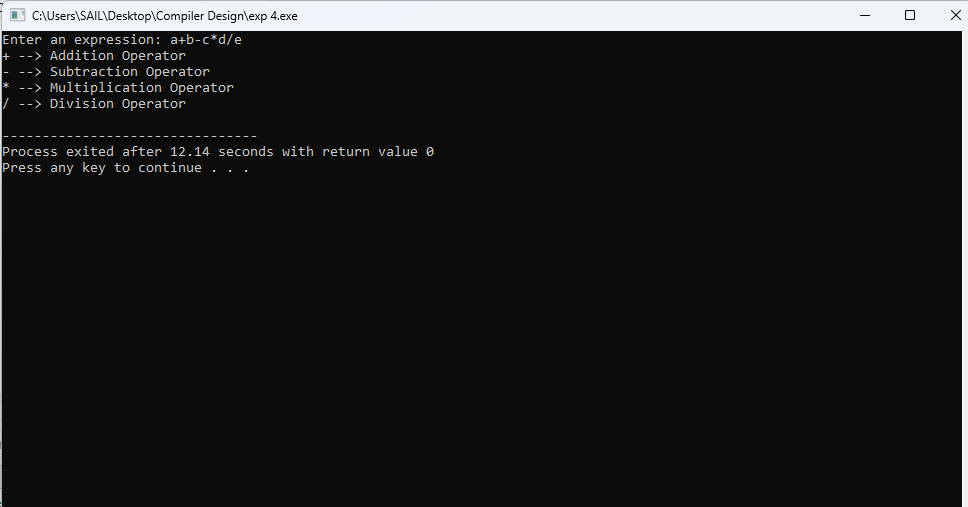 C:\Users\SAIL\Desktop\Compiler Design\exp 4.exe
Enter an expression: a+b-c*d/e
+ --> Addition Operator
- --> Subtraction Operator
* --> Multiplication Operator
/ --> Division Operator
--------------------------------
Process exited after 12.14 seconds with return value 0
Press any key to continue . . .